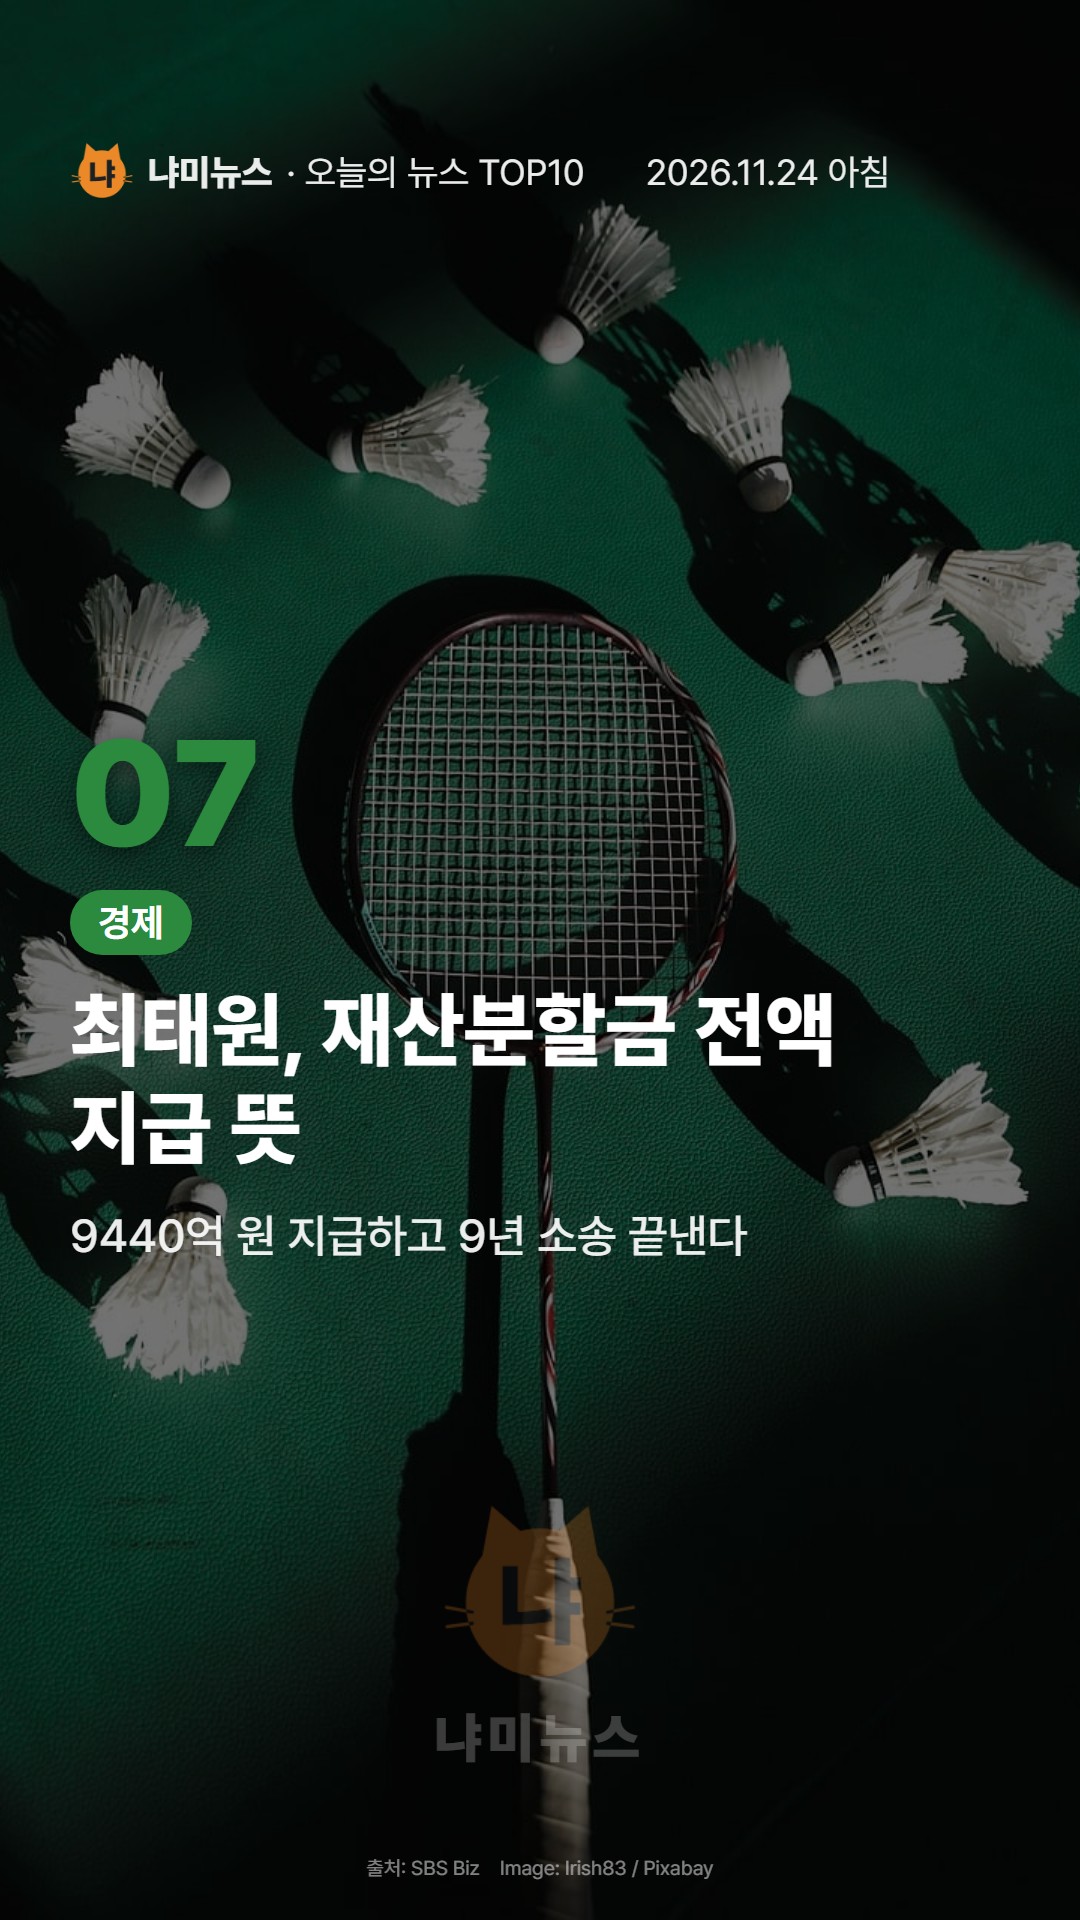 냐 냐미뉴스 · 오늘의 뉴스 TOP10 2026.11.24 아침
07
경제
최태원, 재산분할금 전액
지급 뜻
9440억 원 지급하고 9년 소송 끝낸다
냐
냐미뉴스
출처: SBS Biz Image: Irish83 / Pixabay